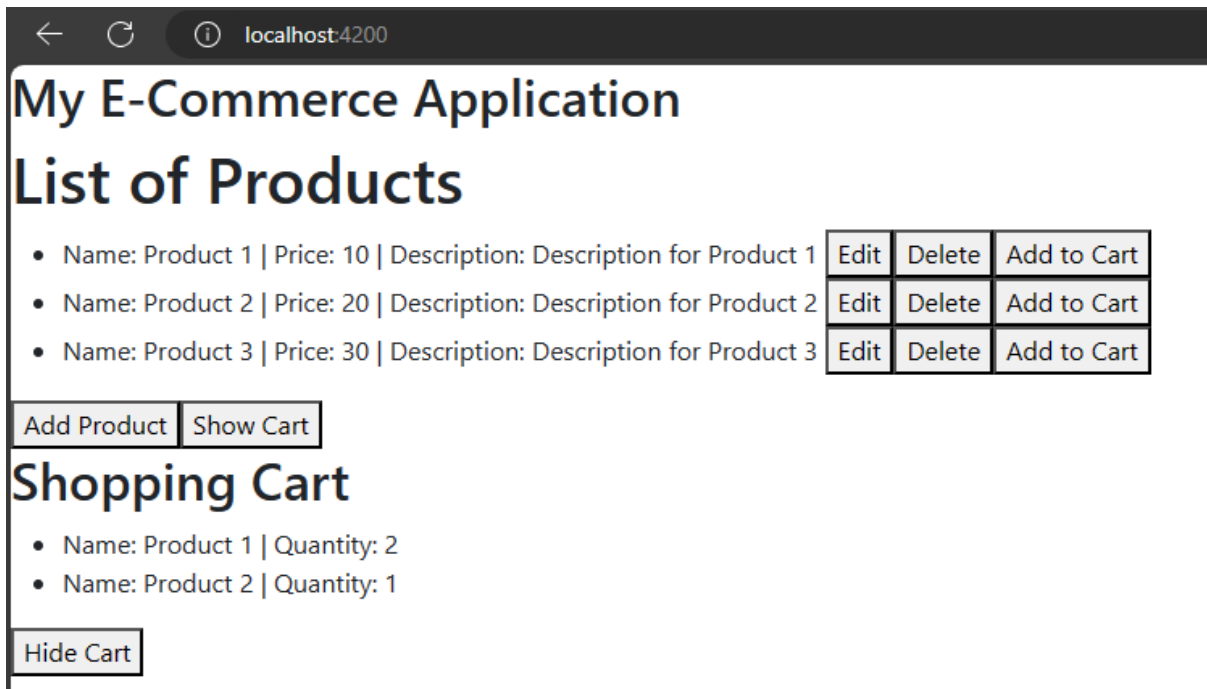 localhost:4200
My E-Commerce Application
List of Products
• Name: Product 1 | Price: 10 | Description: Description for Product 1 Edit Delete Add to Cart
• Name: Product 2 | Price: 20 | Description: Description for Product 2 Edit Delete Add to Cart
• Name: Product 3 | Price: 30 | Description: Description for Product 3 Edit Delete Add to Cart
Add Product Show Cart
Shopping Cart
• Name: Product 1 | Quantity: 2
• Name: Product 2 | Quantity: 1
Hide Cart